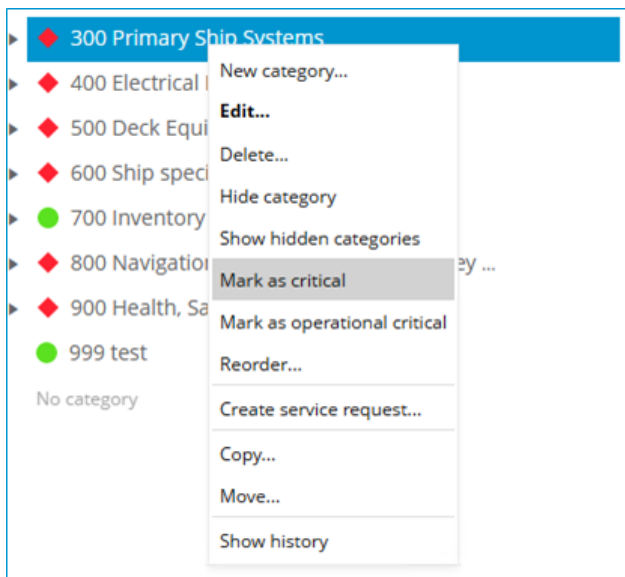 300 Primary Ship Systems
400 Electrical
500 Deck Equi
600 Ship speci
700 Inventory
800 Navigation ey ...
900 Health, Sa
999 test
No category
New category...
Edit...
Delete...
Hide category
Show hidden categories
Mark as critical
Mark as operational critical
Reorder...
Create service request...
Copy...
Move...
Show history